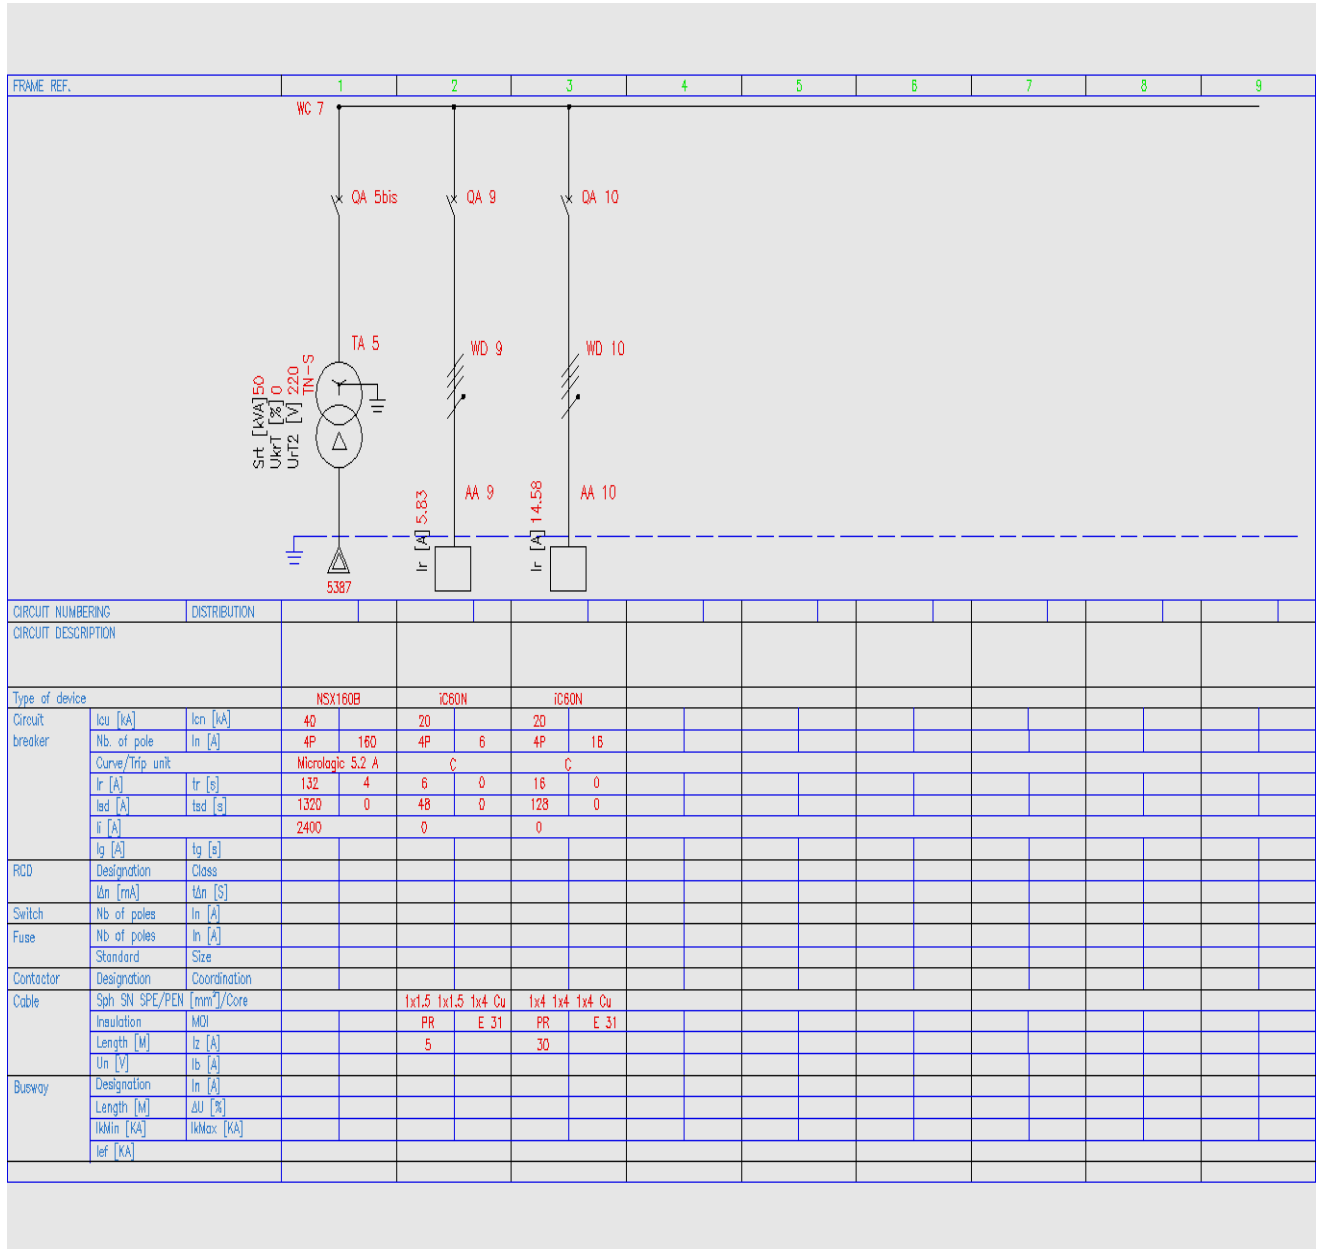 FRAME REF. 1 2 3 4 5 6 7 8 9
WC 7
QA 5bis QA 9 QA 10
TA 5 WD 9 WD 10
Srt [kVA]50
UkrT [%] 0
UrT2 [V] 220
TN-S
AA 9 AA 10
Ir [A] 5.83
Ir [A] 14.58
5387
CIRCUIT NUMBERING DISTRIBUTION
CIRCUIT DESCRIPTION
Type of device NSX160B iC60N iC60N
Circuit Icu [kA] Icn [kA] 40 20 20
breaker Nb. of pole In [A] 4P 160 4P 6 4P 16
Curve/Trip unit Micrologic 5.2 A C C
Ir [A] tr [s] 132 4 6 0 16 0
Isd [A] tsd [s] 1320 0 48 0 128 0
Ii [A] 2400 0 0
Ig [A] tg [s]
RCD Designation Class
IΔn [mA] tΔn [S]
Switch Nb of poles In [A]
Fuse Nb of poles In [A]
Standard Size
Contactor Designation Coordination
Cable Sph SN SPE/PEN [mm²]/Core 1x1.5 1x1.5 1x4 Cu 1x4 1x4 1x4 Cu
Insulation MOI PR E 31 PR E 31
Length [M] Iz [A] 5 30
Un [V] Ib [A]
Busway Designation In [A]
Length [M] ΔU [%]
IkMin [KA] IkMax [KA]
Ief [KA]